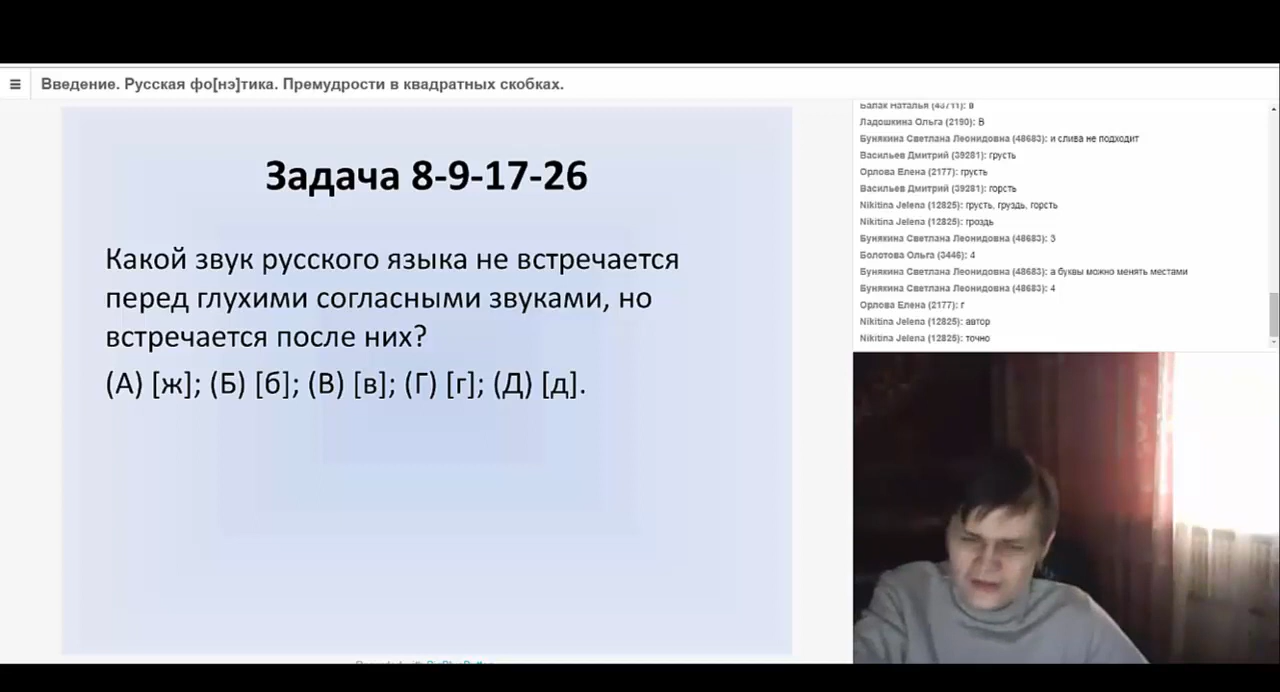 Введение. Русская фо[нэ]тика. Премудрости в квадратных скобках.
Задача 8-9-17-26
Какой звук русского языка не встречается
перед глухими согласными звуками, но
встречается после них?
(А) [ж]; (Б) [б]; (В) [в]; (Г) [г]; (Д) [д].
Балак Наталья (43711): в
Ладошкина Ольга (2190): В
Бунякина Светлана Леонидовна (48683): и слива не подходит
Васильев Дмитрий (39281): грусть
Орлова Елена (2177): грусть
Васильев Дмитрий (39281): горсть
Nikitina Jelena (12825): грусть, груздь, горсть
Nikitina Jelena (12825): гроздь
Бунякина Светлана Леонидовна (48683): 3
Болотова Ольга (3446): 4
Бунякина Светлана Леонидовна (48683): а буквы можно менять местами
Бунякина Светлана Леонидовна (48683): 4
Орлова Елена (2177): г
Nikitina Jelena (12825): автор
Nikitina Jelena (12825): точно